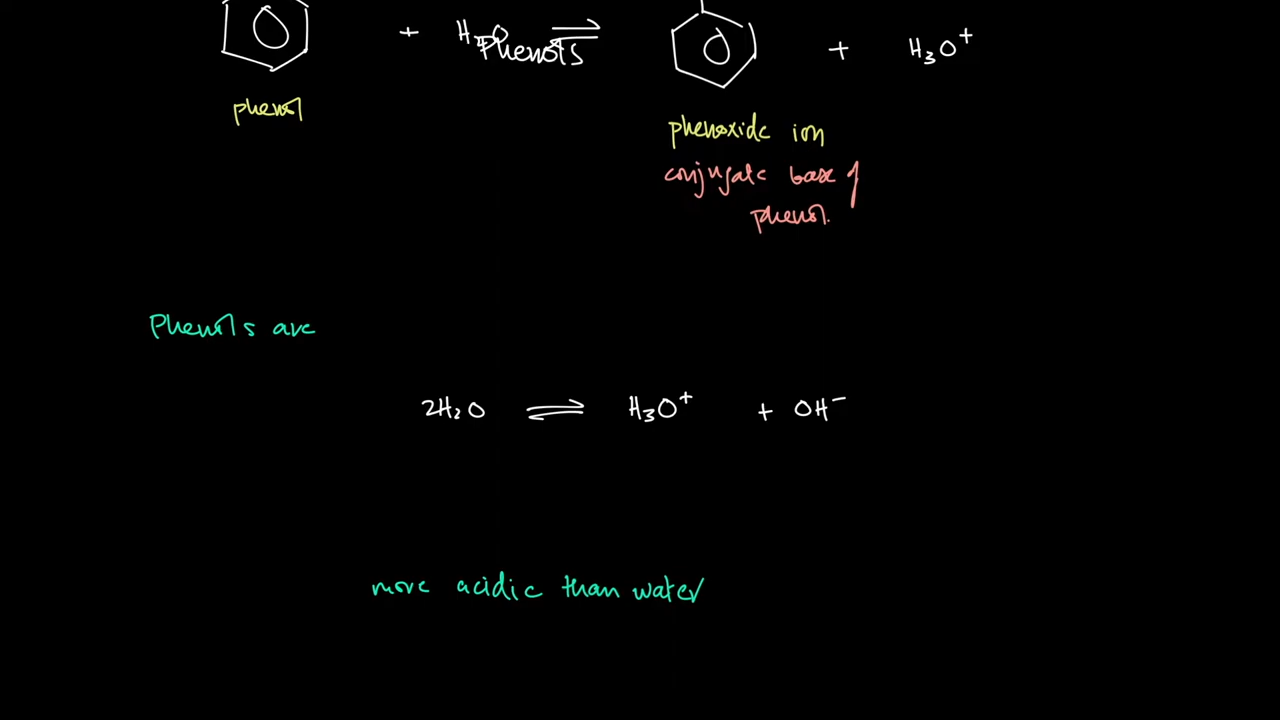 + H₂O ⇌ + H₃O⁺
Phenols
phenol
phenoxide ion
conjugate base of
phenol.
Phenols are
2H₂O ⇌ H₃O⁺ + OH⁻
more acidic than water